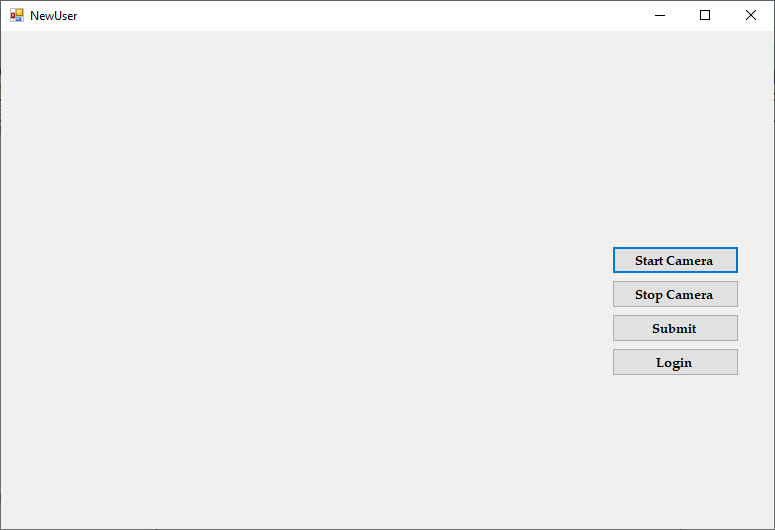 NewUser
Start Camera
Stop Camera
Submit
Login